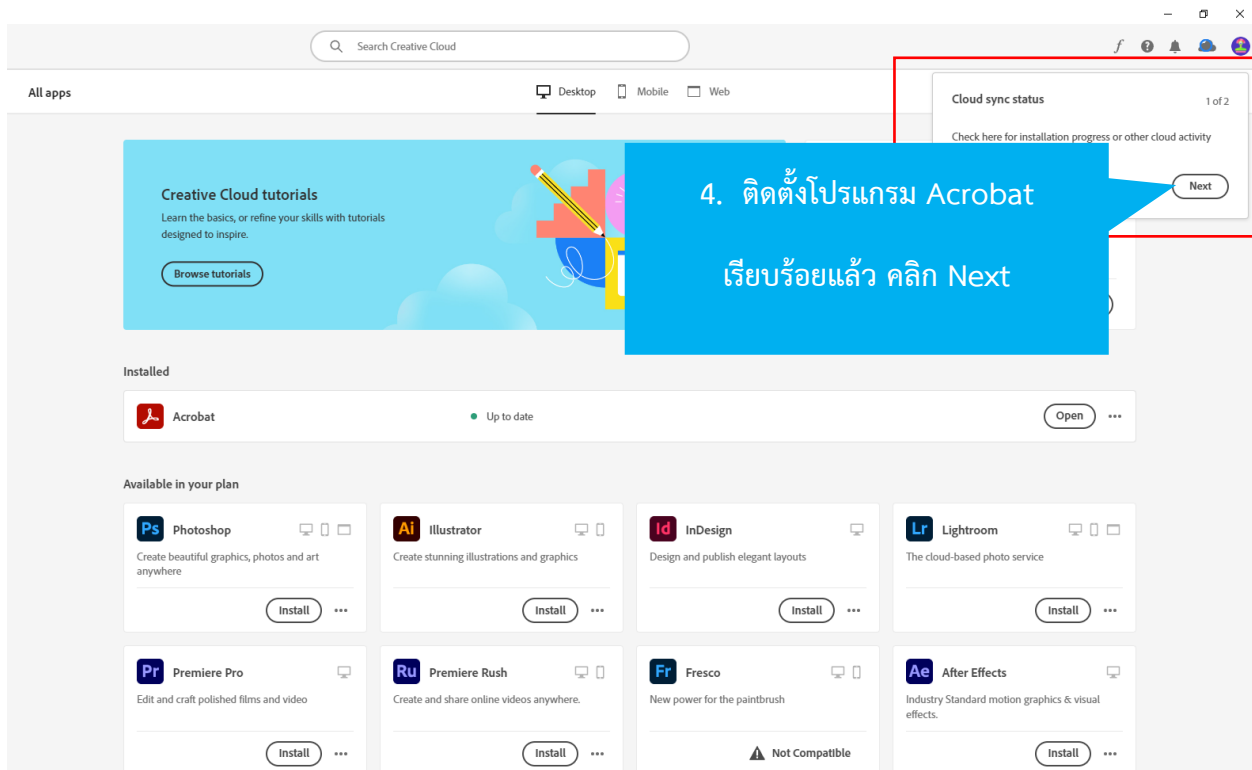 Search Creative Cloud
f
All apps
Desktop
Mobile
Web
Cloud sync status
1 of 2
Check here for installation progress or other cloud activity
Next
Creative Cloud tutorials
Learn the basics, or refine your skills with tutorials
designed to inspire.
Browse tutorials
4. ติดตั้งโปรแกรม Acrobat
เรียบร้อยแล้ว คลิก Next
Installed
Acrobat
Up to date
Open
Available in your plan
Ps Photoshop
Create beautiful graphics, photos and art
anywhere
Install
Ai Illustrator
Create stunning illustrations and graphics
Install
Id InDesign
Design and publish elegant layouts
Install
Lr Lightroom
The cloud-based photo service
Install
Pr Premiere Pro
Edit and craft polished films and video
Install
Ru Premiere Rush
Create and share online videos anywhere.
Install
Fr Fresco
New power for the paintbrush
Not Compatible
Ae After Effects
Industry Standard motion graphics & visual
effects.
Install